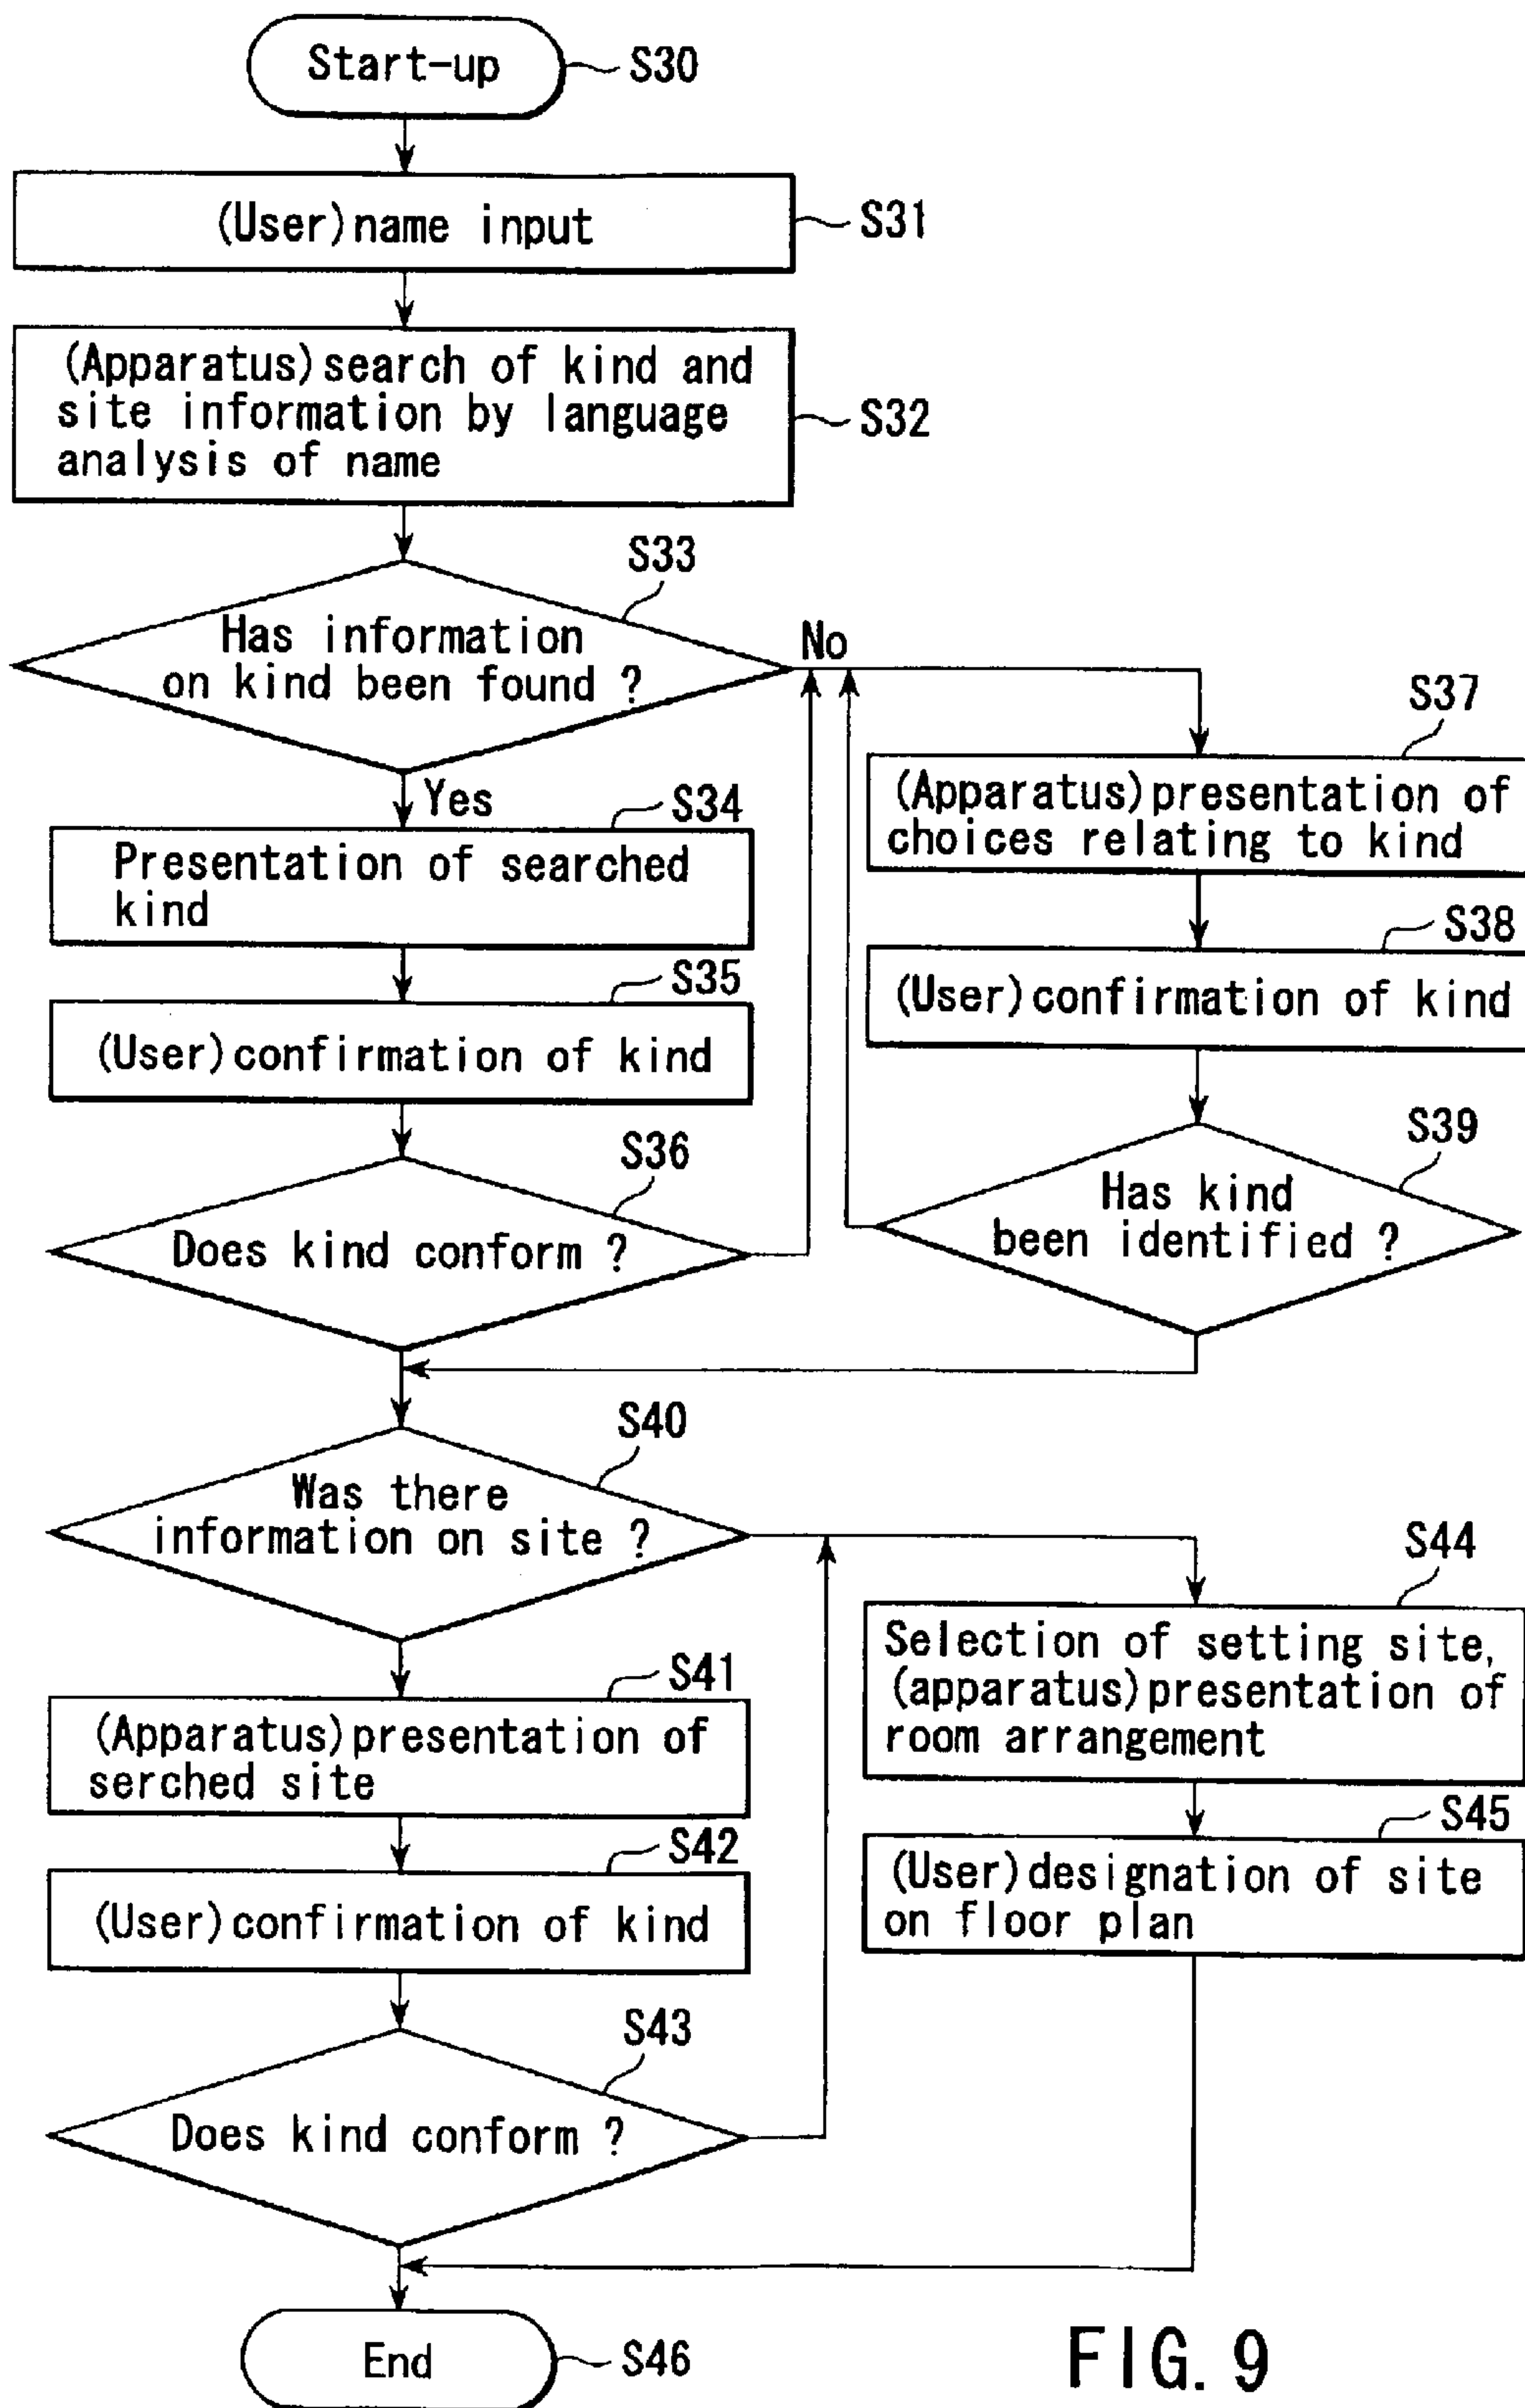 Start-up
S30
(User)name input
S31
(Apparatus)search of kind and
site information by language
analysis of name
S32
S33
Has information
on kind been found ?
No
Yes
S34
Presentation of searched
kind
S35
(User)confirmation of kind
S36
Does kind conform ?
S37
(Apparatus)presentation of
choices relating to kind
S38
(User)confirmation of kind
S39
Has kind
been identified ?
S40
Was there
information on site ?
S41
(Apparatus)presentation of
serched site
S42
(User)confirmation of kind
S43
Does kind conform ?
S44
Selection of setting site,
(apparatus)presentation of
room arrangement
S45
(User)designation of site
on floor plan
End
S46
FIG. 9